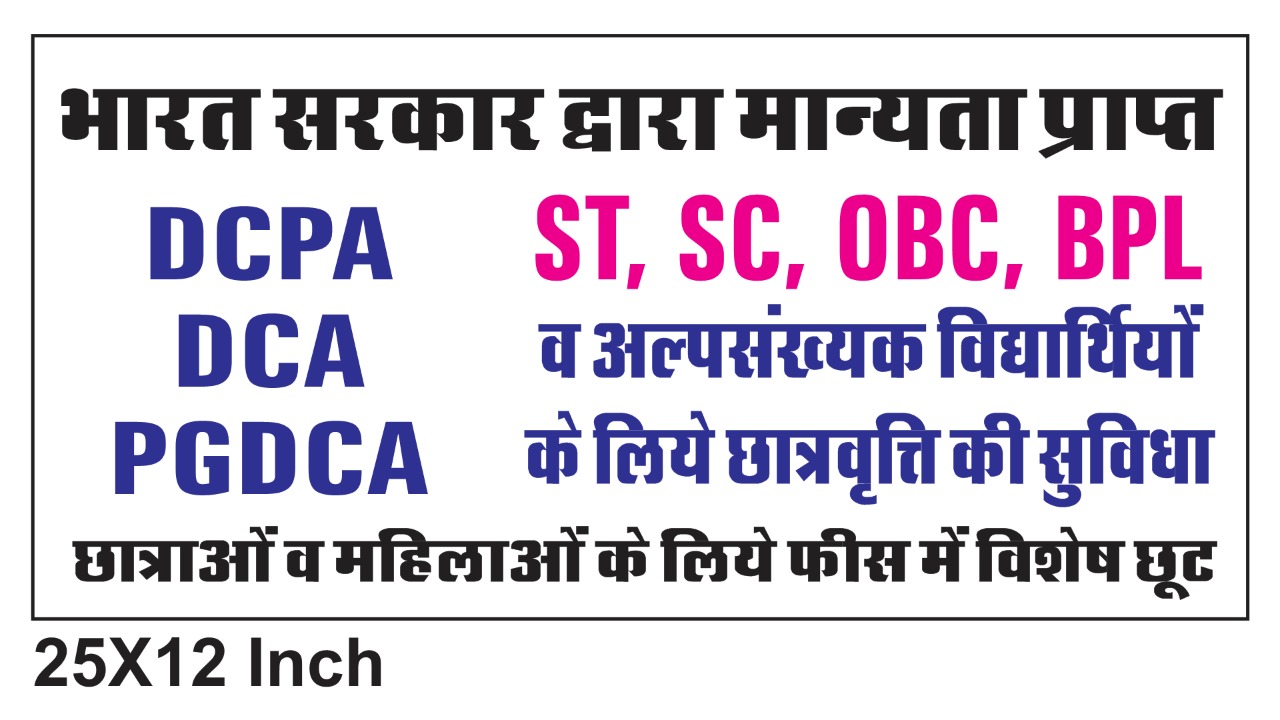 भारत सरकार द्वारा मान्यता प्राप्त
DCPA
DCA
PGDCA
ST, SC, OBC, BPL
व अल्पसंख्यक विद्यार्थियों
के लिये छात्रवृत्ति की सुविधा
छात्राओं व महिलाओं के लिये फीस में विशेष छूट
25X12 Inch